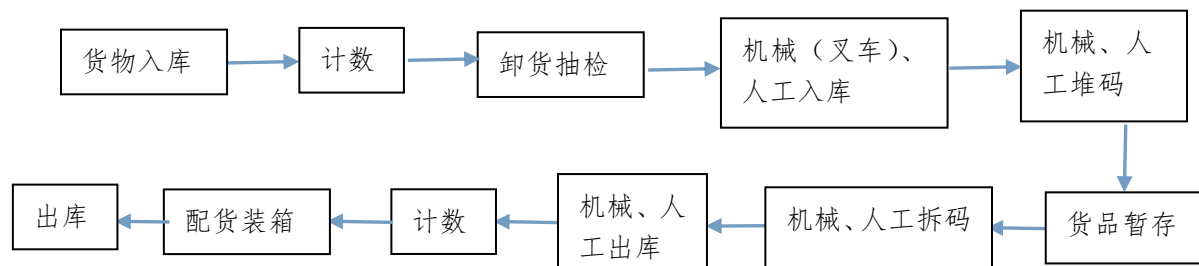 货物入库
计数
卸货抽检
机械（叉车）、
人工入库
机械、人
工堆码
货品暂存
机械、人工拆码
机械、人
工出库
计数
配货装箱
出库